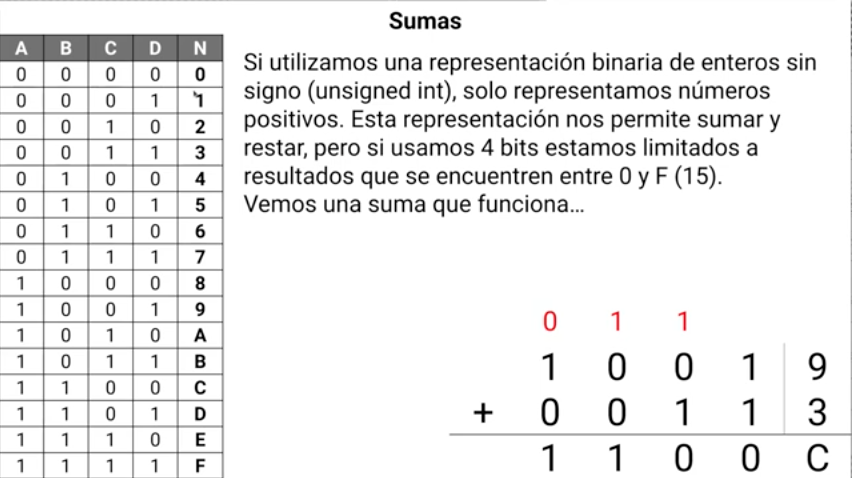 Sumas
A B C D N
0 0 0 0 0
0 0 0 1 1
0 0 1 0 2
0 0 1 1 3
0 1 0 0 4
0 1 0 1 5
0 1 1 0 6
0 1 1 1 7
1 0 0 0 8
1 0 0 1 9
1 0 1 0 A
1 0 1 1 B
1 1 0 0 C
1 1 0 1 D
1 1 1 0 E
1 1 1 1 F
Si utilizamos una representación binaria de enteros sin
signo (unsigned int), solo representamos números
positivos. Esta representación nos permite sumar y
restar, pero si usamos 4 bits estamos limitados a
resultados que se encuentren entre 0 y F (15).
Vemos una suma que funciona...
0 1 1
1 0 0 1 9
+ 0 0 1 1 3
1 1 0 0 C